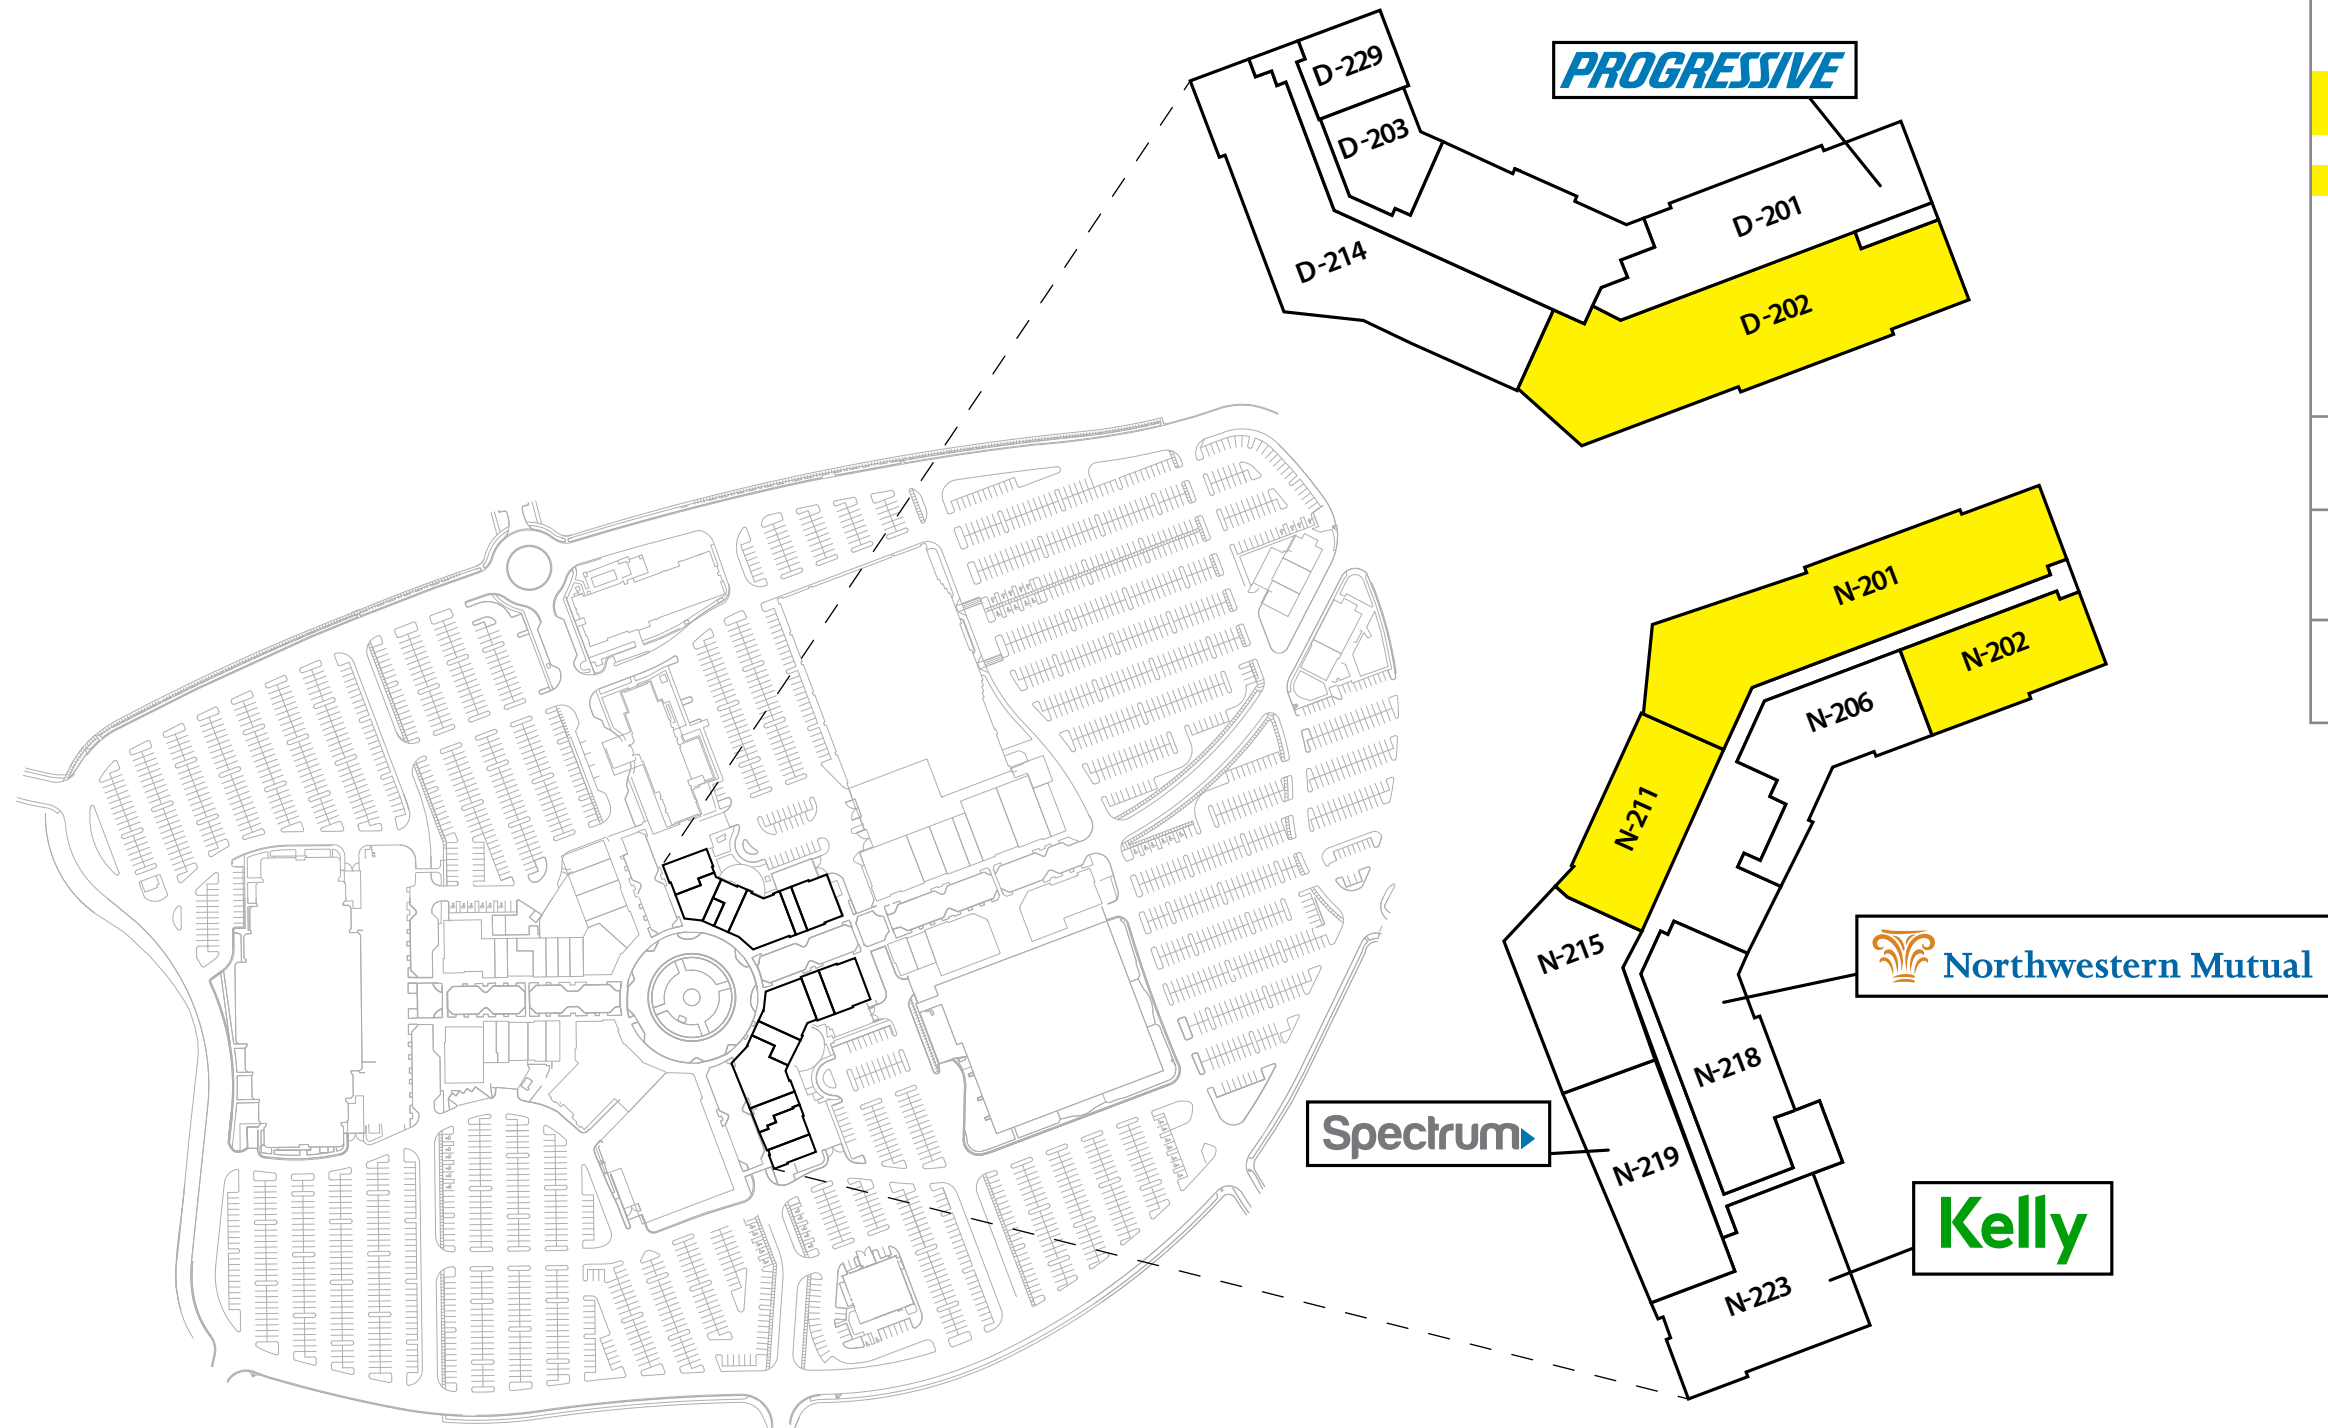 D-229
PROGRESSIVE
D-203
D-201
D-214
D-202
N-201
N-202
N-206
N-211
N-215
Northwestern Mutual
N-218
Spectrum
N-219
Kelly
N-223